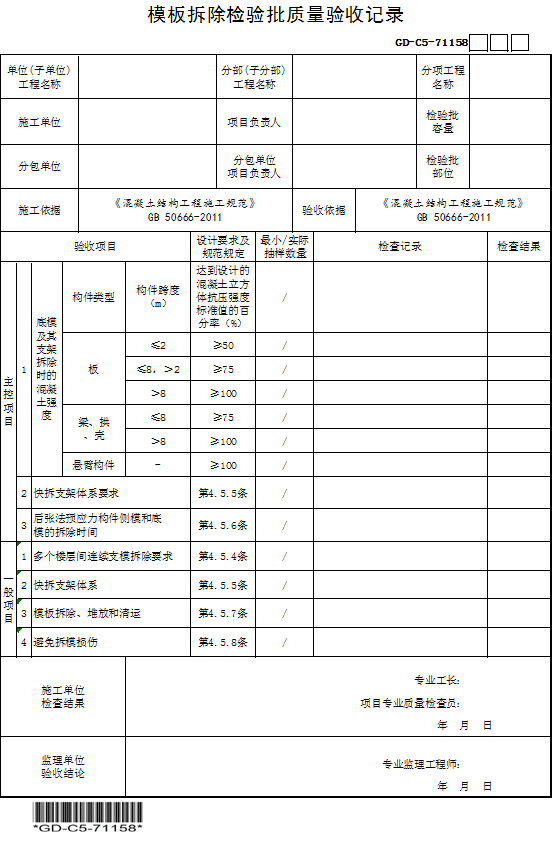 模板拆除检验批质量验收记录
GD-C5-71158
单位(子单位)
工程名称
分部(子分部)
工程名称
分项工程
名称
施工单位
项目负责人
检验批
容量
分包单位
分包单位
项目负责人
检验批
部位
施工依据
《混凝土结构工程施工规范》
GB 50666-2011
验收依据
《混凝土结构工程施工规范》
GB 50666-2011
验收项目
设计要求及
规范规定
最小/实际
抽样数量
检查记录
检查结果
主控项目
1
底模
及其
支架
拆除
时的
混凝
土强
度
构件类型
构件跨度
（m）
达到设计的
混凝土立方
体抗压强度
标准值的百
分率（%）
/
板
≤2
≥50
/
≤8，＞2
≥75
/
>8
≥100
/
梁、拱
、壳
≤8
≥75
/
>8
≥100
/
悬臂构件
-
≥100
/
2
快拆支架体系要求
第4.5.5条
/
3
后张法预应力构件侧模和底
模的拆除时间
第4.5.6条
/
一般项目
1
多个楼层间连续支模拆除要求
第4.5.4条
/
2
快拆支架体系
第4.5.5条
/
3
模板拆除、堆放和清运
第4.5.7条
/
4
避免拆模损伤
第4.5.8条
/
施工单位
检查结果
专业工长：
项目专业质量检查员：
年 月 日
监理单位
验收结论
专业监理工程师：
年 月 日
*GD-C5-71158*